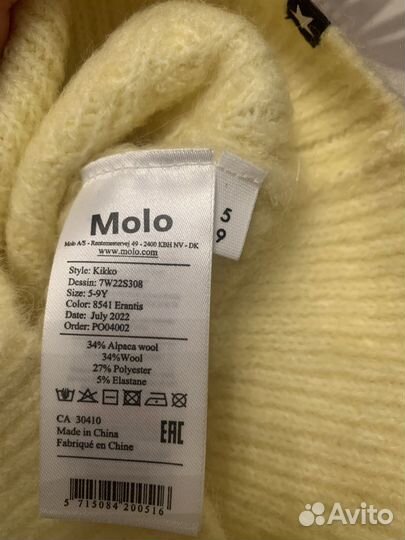 Molo
Molo A/S - Rentemestervej 49 - 2400 KBH NV - DK
www.molo.com
Style: Kikko
Dessin: 7W22S308
Size: 5-9Y
Color: 8541 Erantis
Date: July 2022
Order: PO04002
34% Alpaca wool
34%Wool
27% Polyester
5% Elastane
CA 30410
Made in China
Fabriqué en Chine
EAC
5 715084 200516
5
9
Avito